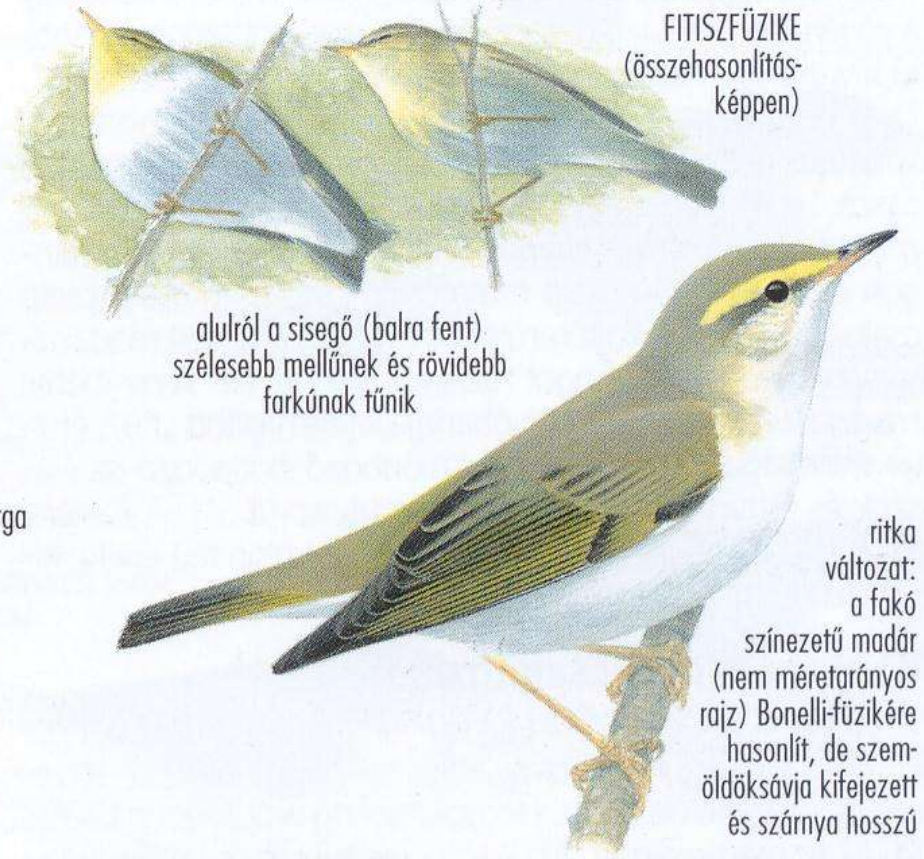 FITISZFÜZIKE
(összehasonlítás-
képpen)
alulról a sisegő (balra fent)
szélesebb mellűnek és rövidebb
farkúnak tűnik
rga
ritka
változat:
a fakó
színezetű madár
(nem méretarányos
rajz) Bonelli-füzikére
hasonlít, de szem-
öldöksávja kifejezett
és szárnya hosszú